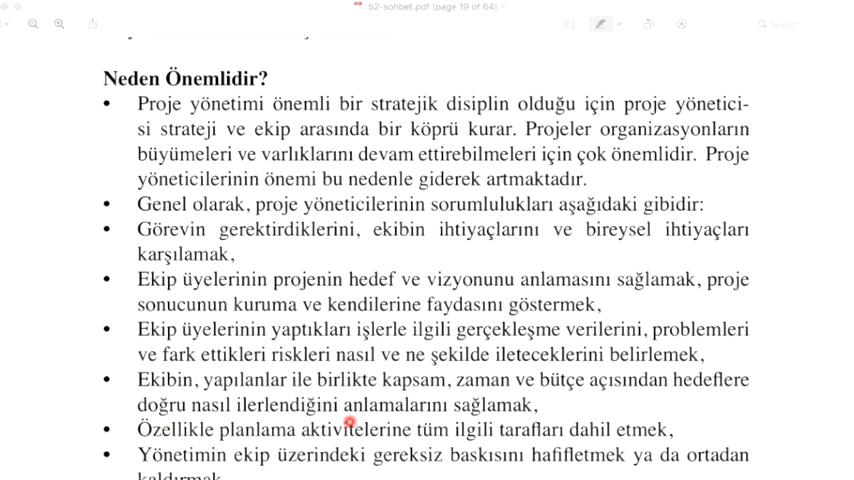 b2-sohbet.pdf (page 19 of 64)
Neden Önemlidir?
• Proje yönetimi önemli bir stratejik disiplin olduğu için proje yönetici-
si strateji ve ekip arasında bir köprü kurar. Projeler organizasyonların
büyümeleri ve varlıklarını devam ettirebilmeleri için çok önemlidir. Proje
yöneticilerinin önemi bu nedenle giderek artmaktadır.
• Genel olarak, proje yöneticilerinin sorumlulukları aşağıdaki gibidir:
• Görevin gerektirdiklerini, ekibin ihtiyaçlarını ve bireysel ihtiyaçları
karşılamak,
• Ekip üyelerinin projenin hedef ve vizyonunu anlamasını sağlamak, proje
sonucunun kuruma ve kendilerine faydasını göstermek,
• Ekip üyelerinin yaptıkları işlerle ilgili gerçekleşme verilerini, problemleri
ve fark ettikleri riskleri nasıl ve ne şekilde ileteceklerini belirlemek,
• Ekibin, yapılanlar ile birlikte kapsam, zaman ve bütçe açısından hedeflere
doğru nasıl ilerlendiğini anlamalarını sağlamak,
• Özellikle planlama aktivitelerine tüm ilgili tarafları dahil etmek,
• Yönetimin ekip üzerindeki gereksiz baskısını hafifletmek ya da ortadan
kaldırmak